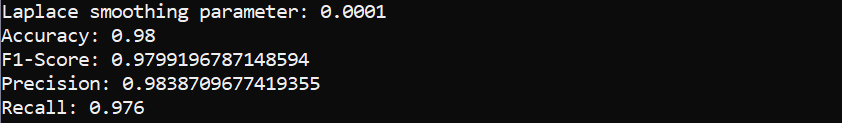 Laplace smoothing parameter: 0.0001
Accuracy: 0.98
F1-Score: 0.9799196787148594
Precision: 0.9838709677419355
Recall: 0.976